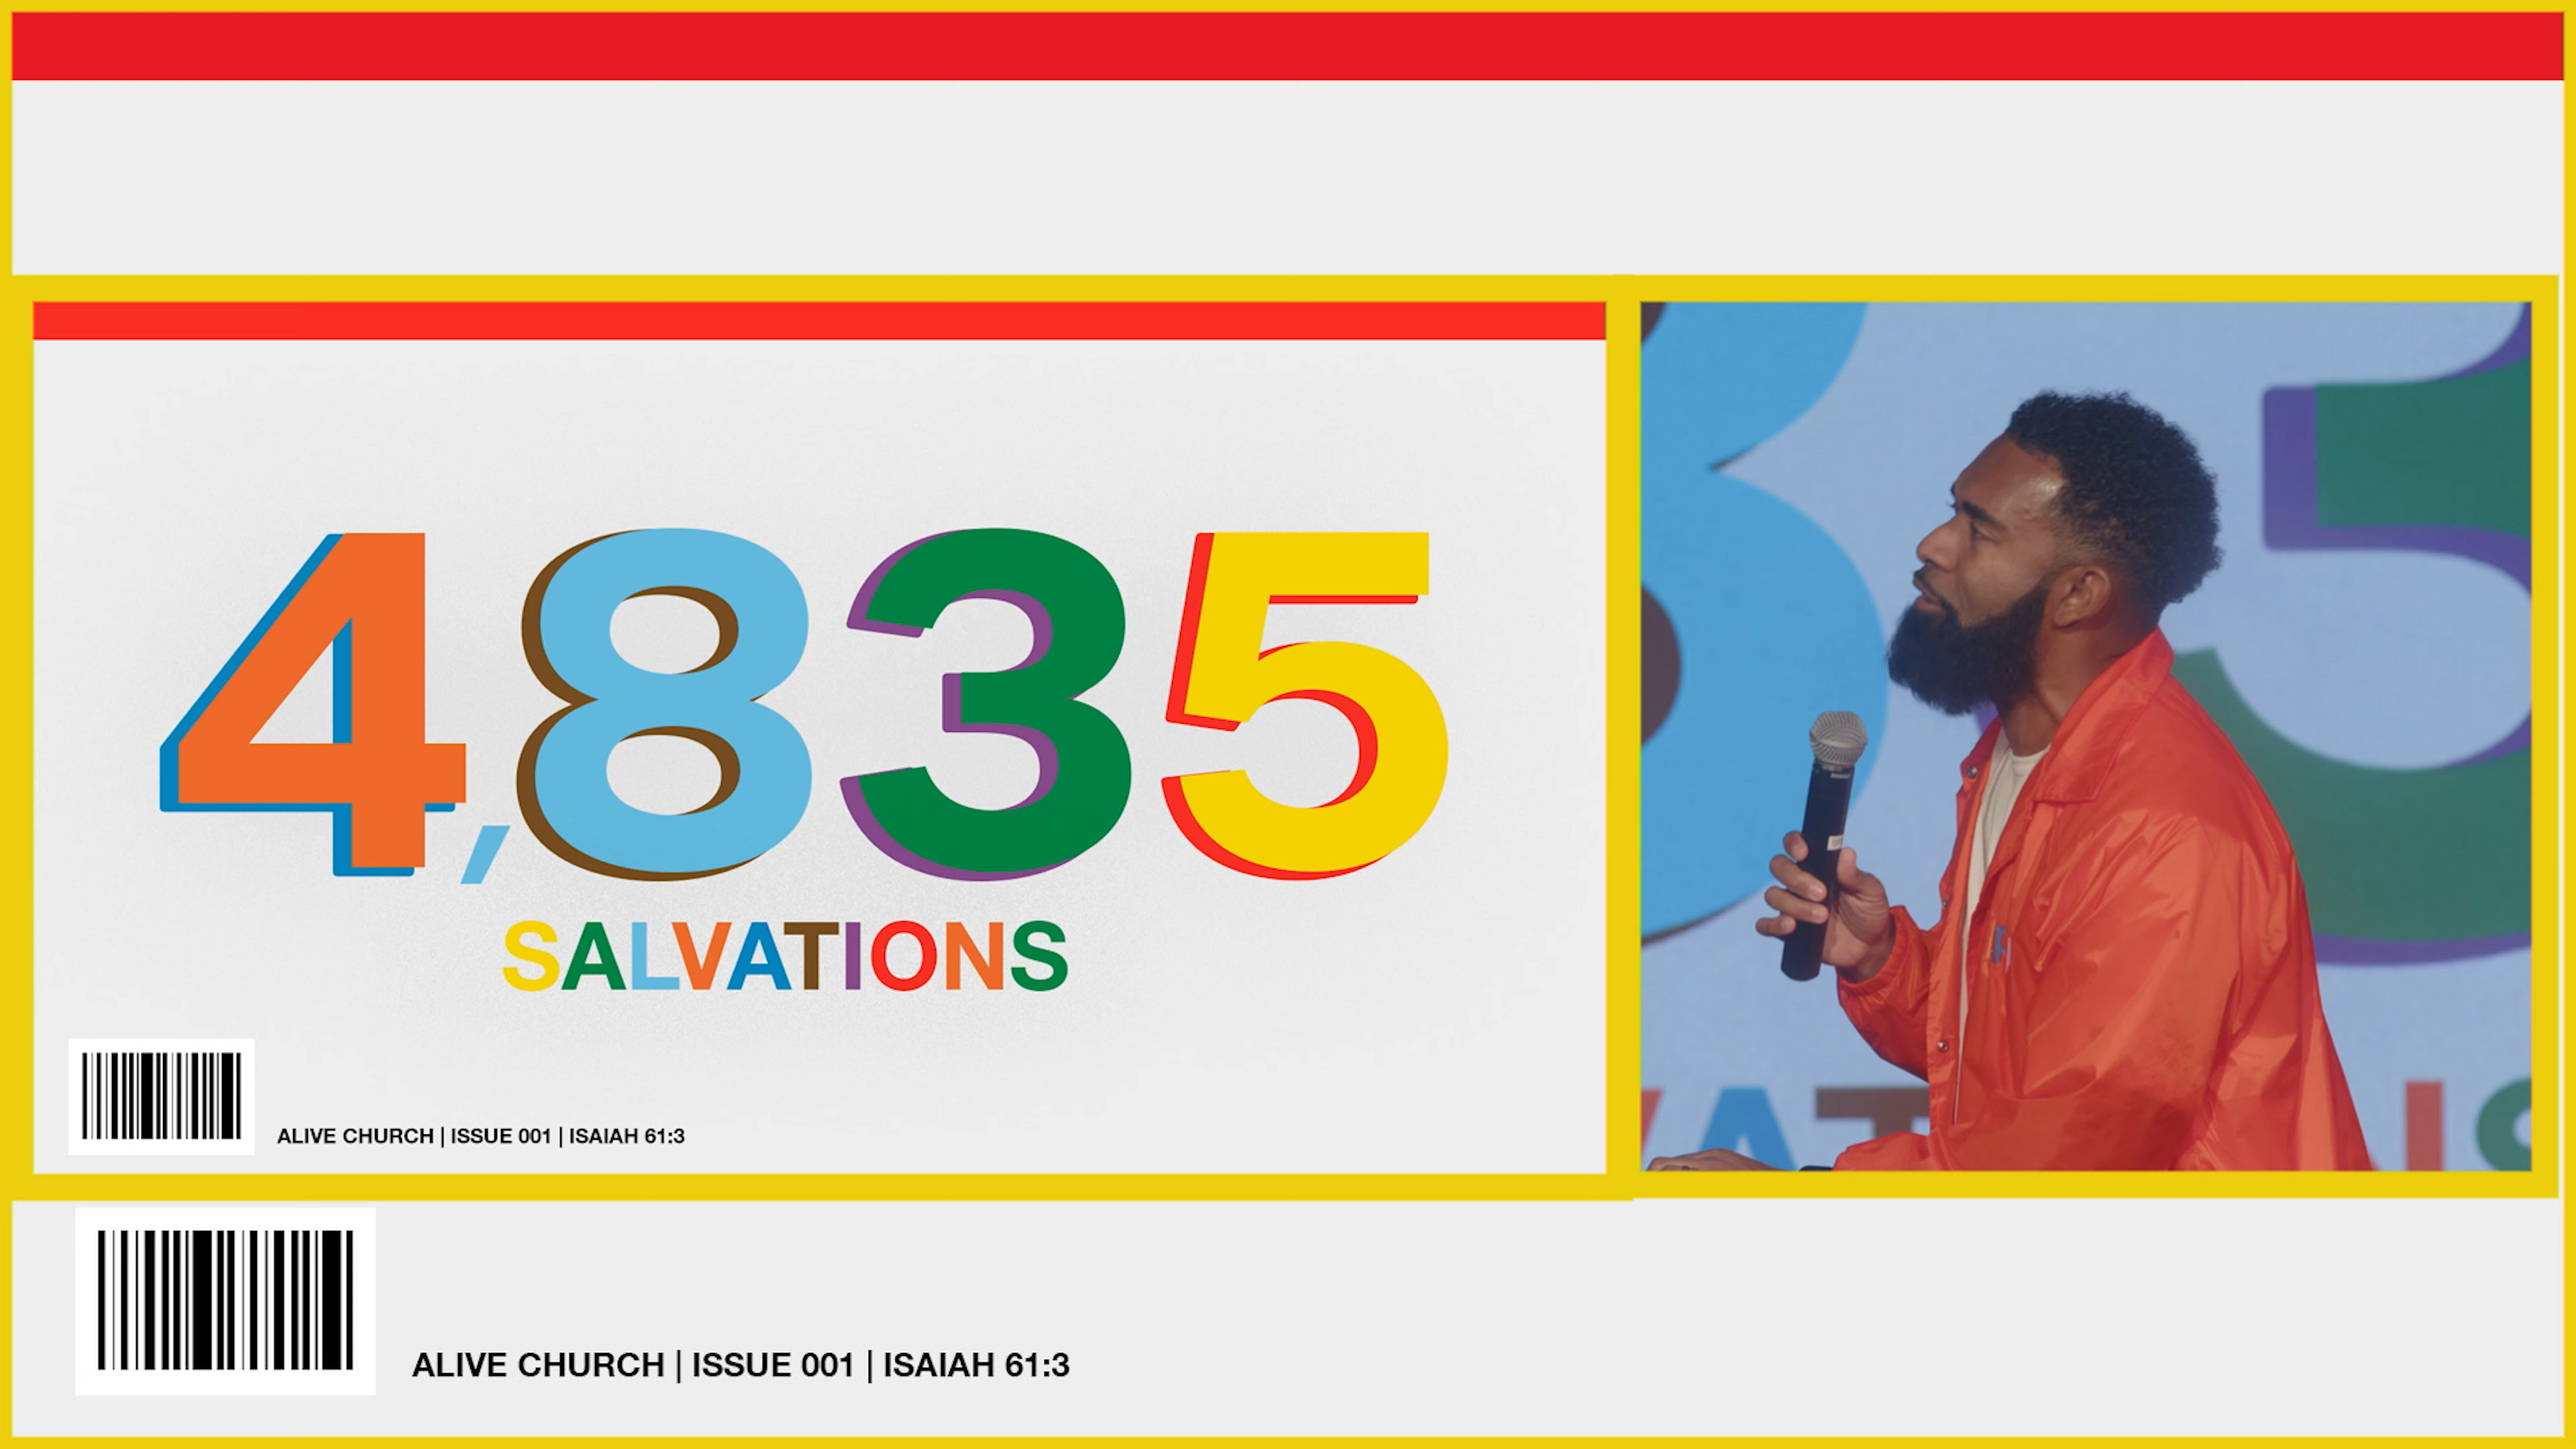 4,835
SALVATIONS
ALIVE CHURCH | ISSUE 001 | ISAIAH 61:3
ALIVE CHURCH | ISSUE 001 | ISAIAH 61:3